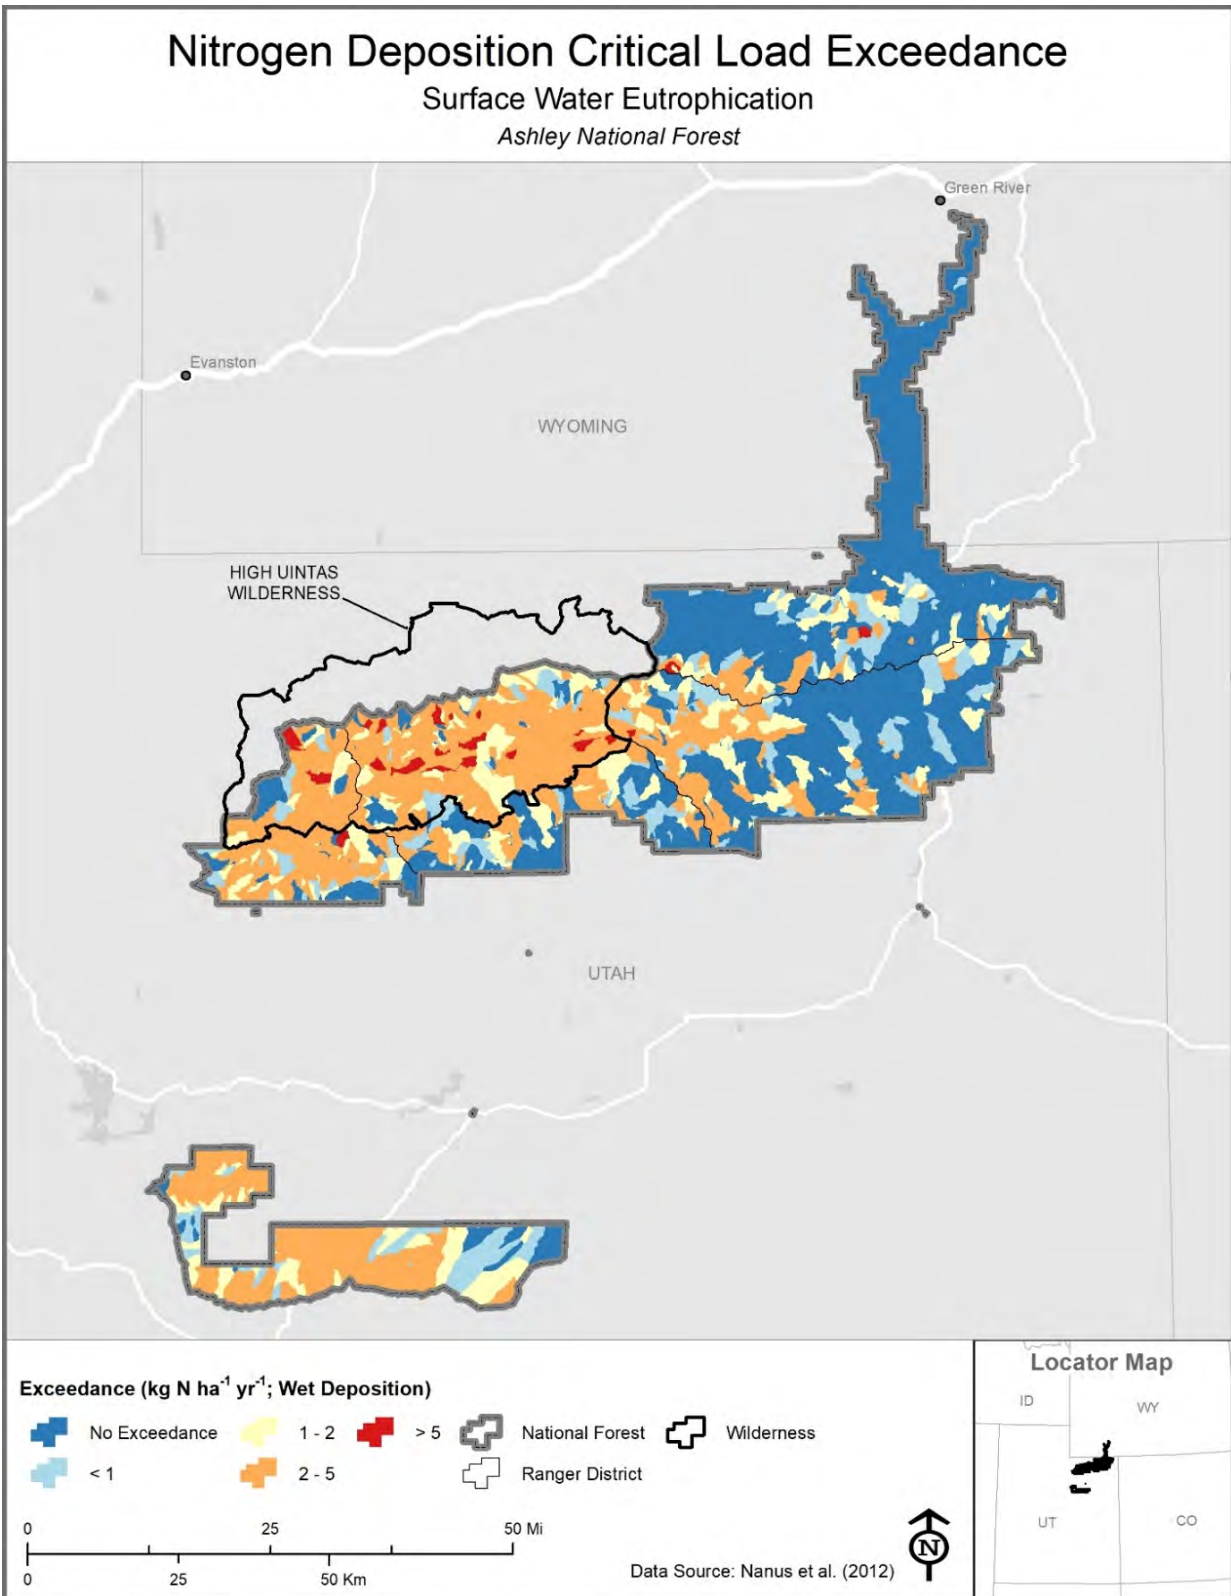 Nitrogen Deposition Critical Load Exceedance
Surface Water Eutrophication
Ashley National Forest
Green River
Evanston
WYOMING
HIGH UINTAS
WILDERNESS
UTAH
Exceedance (kg N ha⁻¹ yr⁻¹; Wet Deposition)
No Exceedance
1 - 2
> 5
National Forest
Wilderness
< 1
2 - 5
Ranger District
0 25 50 Mi
0 25 50 Km
N
Data Source: Nanus et al. (2012)
Locator Map
ID
WY
UT
CO